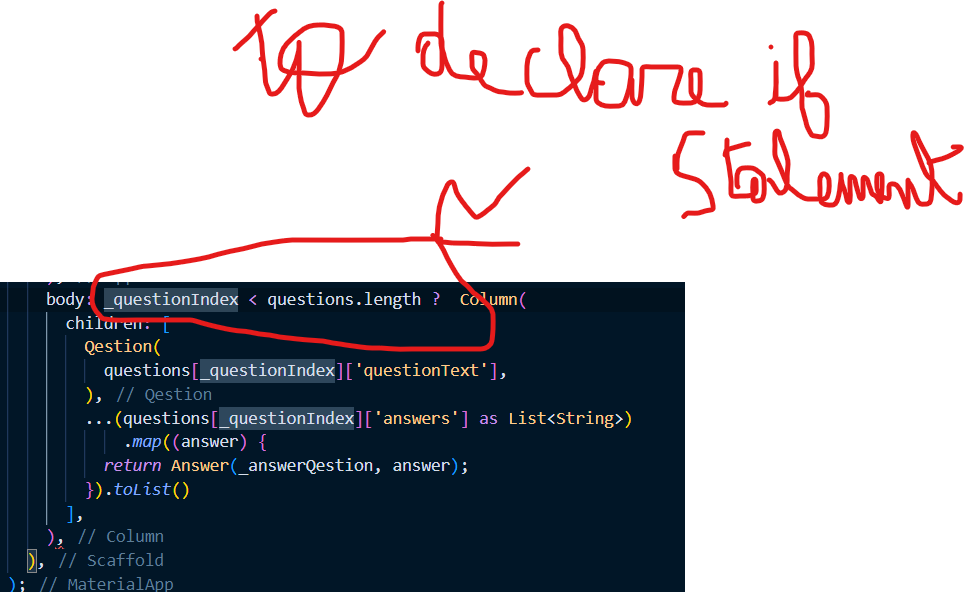 to declare if
Statement
body: _questionIndex < questions.length ?  Column(
children: [
Qestion(
questions[_questionIndex]['questionText'],
), // Qestion
...(questions[_questionIndex]['answers'] as List<String>)
.map((answer) {
return Answer(_answerQestion, answer);
}).toList()
],
), // Column
), // Scaffold
); // MaterialApp